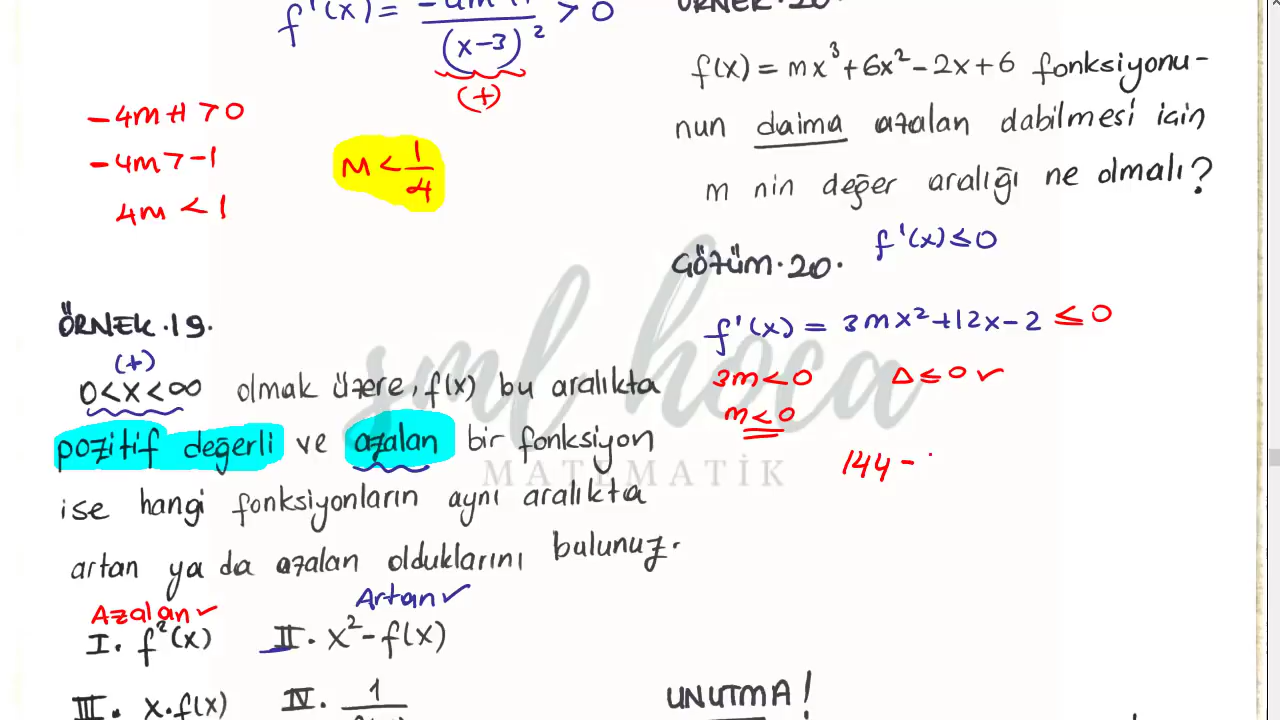 f'(x) = -4m+1 / (x-3)² > 0
(+)
-4m+1 > 0
-4m > -1
4m < 1
m < 1/4
ÖRNEK.19.
(+)
0<x<∞ olmak üzere, f(x) bu aralıkta
pozitif değerli ve azalan bir fonksiyon
ise hangi fonksiyonların aynı aralıkta
artan ya da azalan olduklarını bulunuz.
Azalan✓ Artan✓
I. f²(x) II. x²-f(x)
III. x.f(x) IV. 1
ÖRNEK.20.
f(x) = mx³+6x²-2x+6 fonksiyonu-
nun daima azalan olabilmesi için
m nin değer aralığı ne olmalı?
ÇÖZÜM.20. f'(x)≤0
f'(x) = 3mx²+12x-2 ≤ 0
3m<0 Δ≤0✓
m<0
144-
UNUTMA!
sml hoca
MATEMATİK